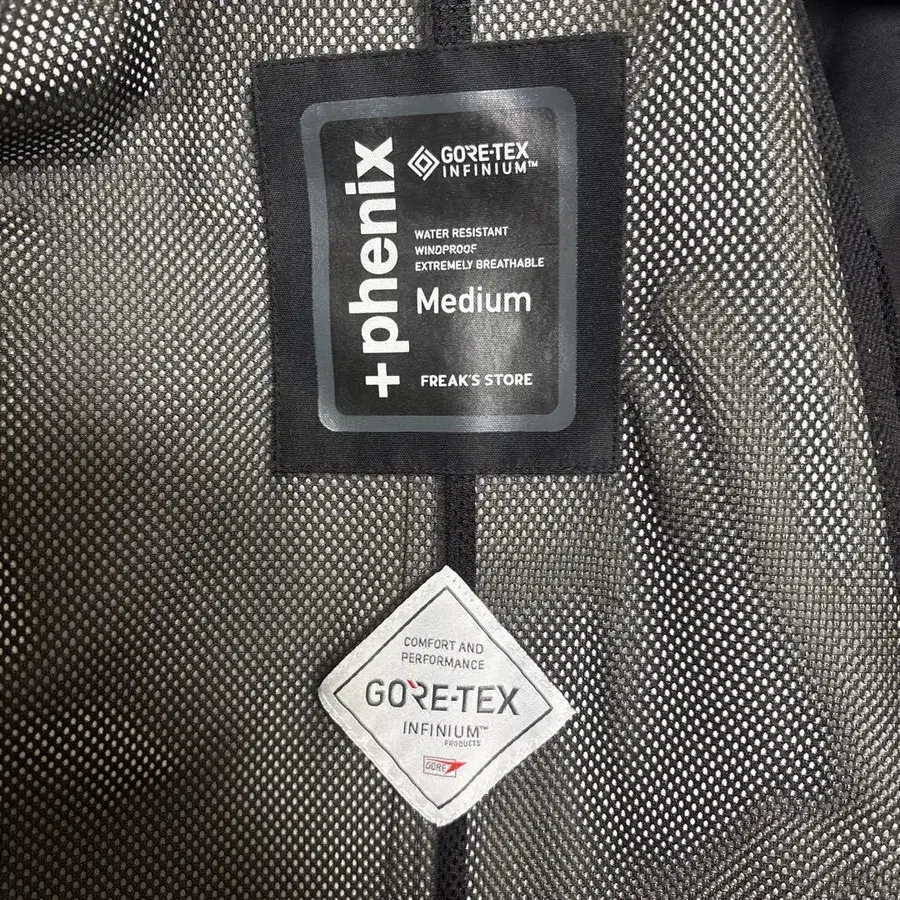 +phenix
GORE-TEX
INFINIUM™
WATER RESISTANT
WINDPROOF
EXTREMELY BREATHABLE
Medium
FREAK'S STORE
COMFORT AND
PERFORMANCE
GORE-TEX
INFINIUM™
PRODUCTS
GORE